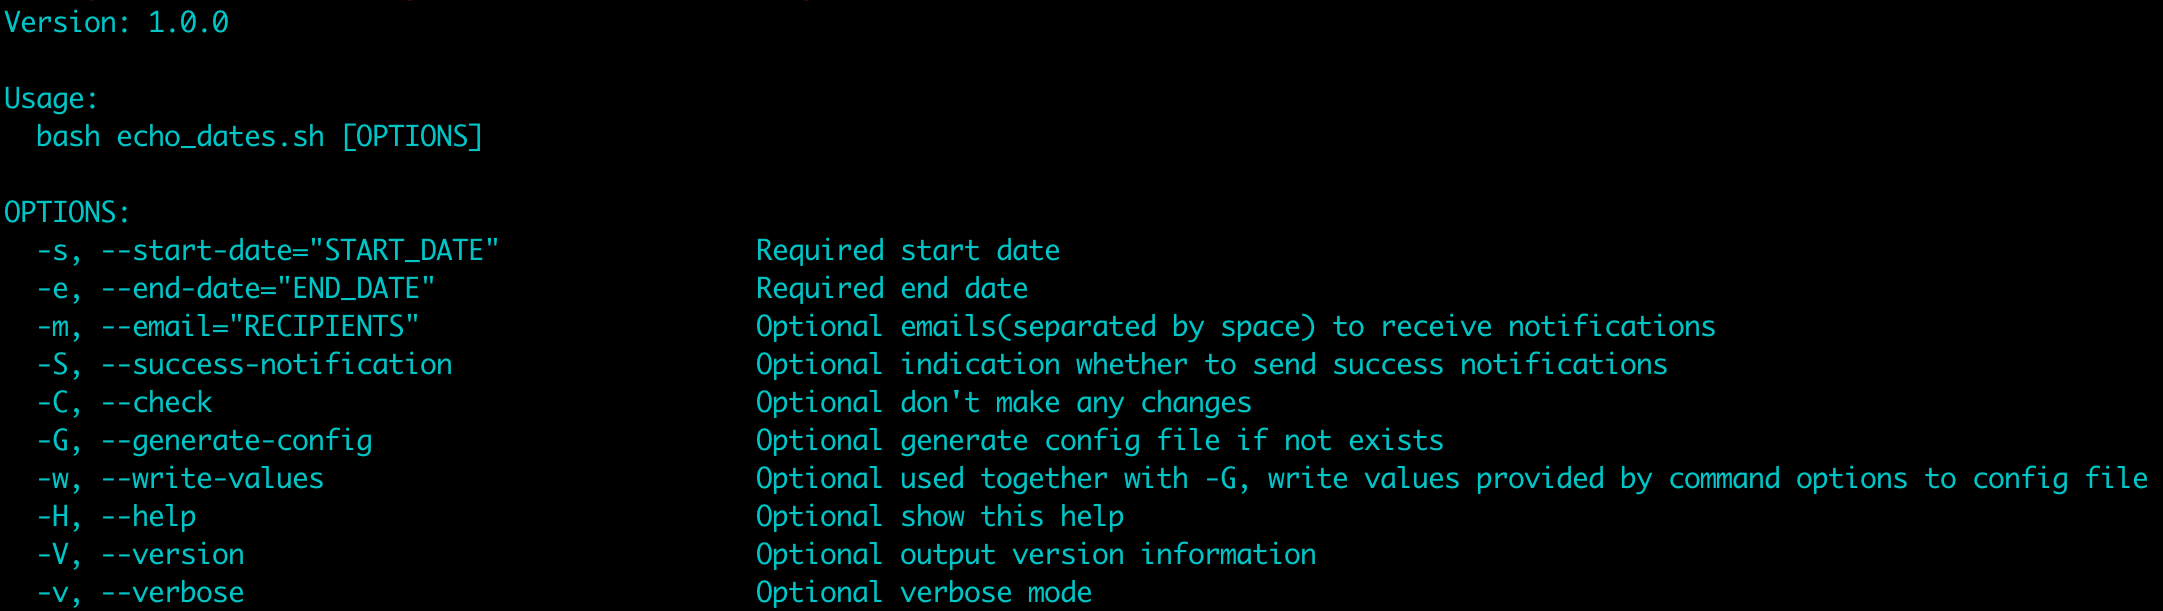 Version: 1.0.0
Usage:
bash echo_dates.sh [OPTIONS]
OPTIONS:
-s, --start-date="START_DATE" Required start date
-e, --end-date="END_DATE" Required end date
-m, --email="RECIPIENTS" Optional emails(separated by space) to receive notifications
-S, --success-notification Optional indication whether to send success notifications
-C, --check Optional don't make any changes
-G, --generate-config Optional generate config file if not exists
-w, --write-values Optional used together with -G, write values provided by command options to config file
-H, --help Optional show this help
-V, --version Optional output version information
-v, --verbose Optional verbose mode